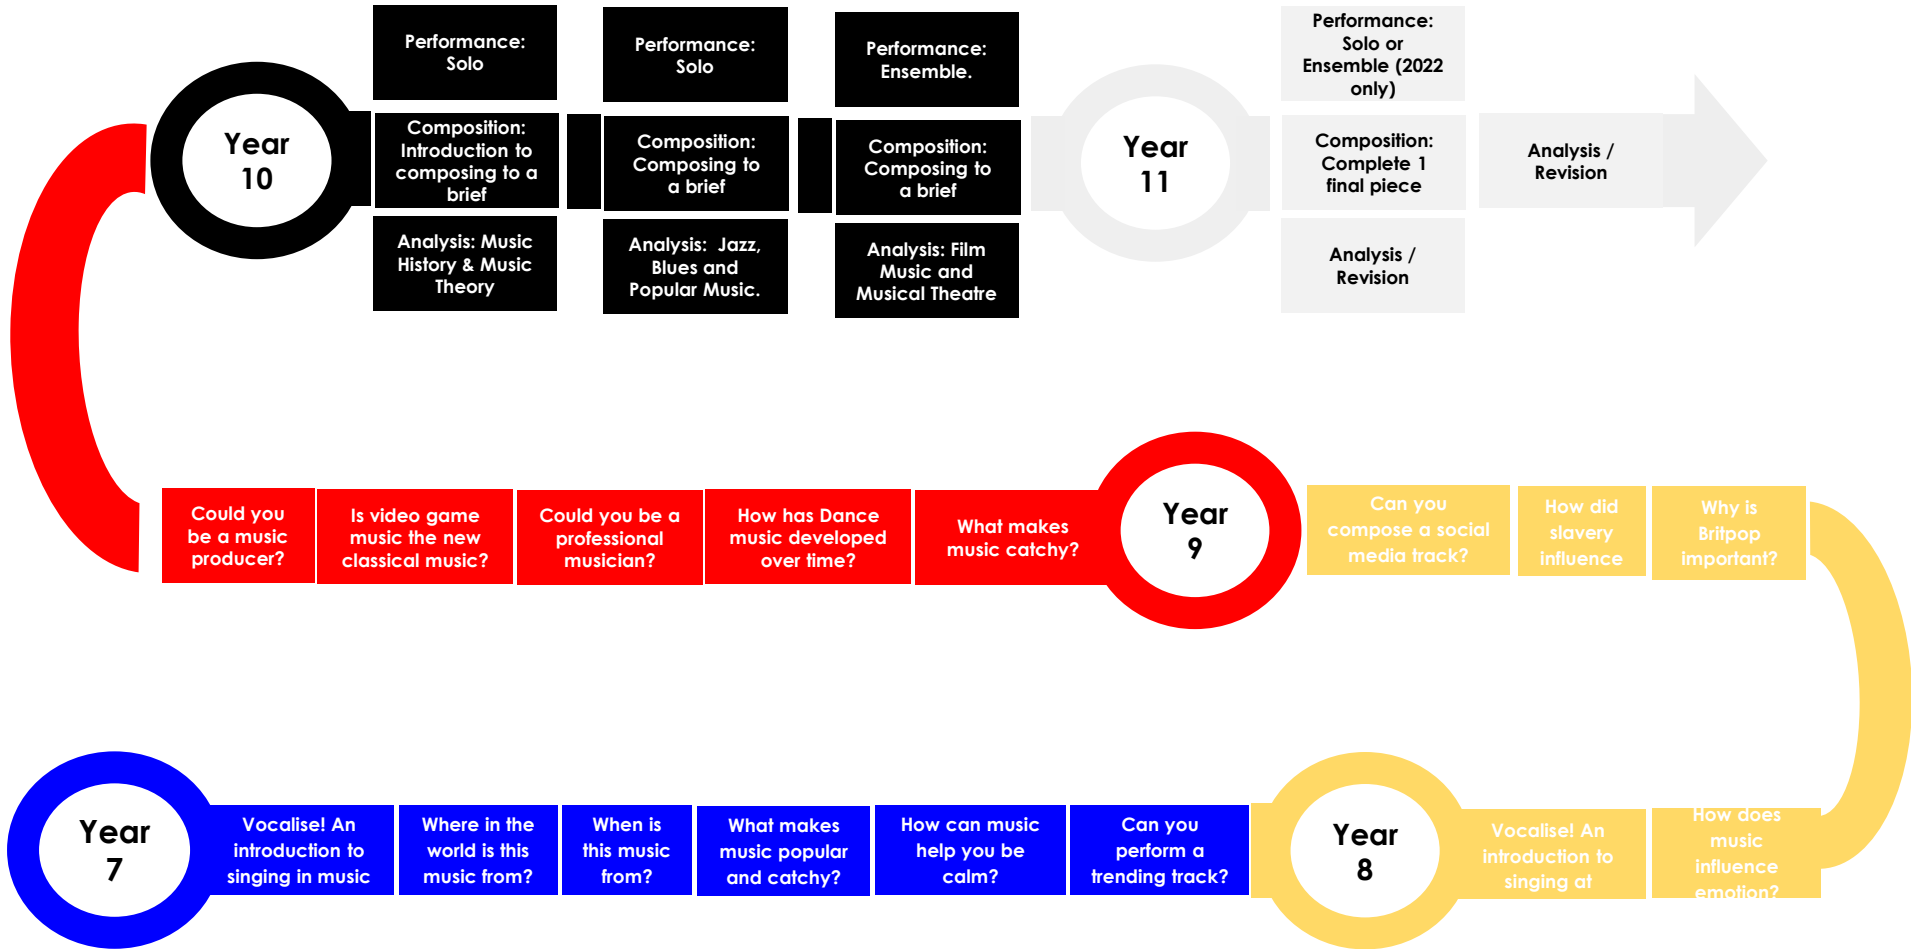 Performance:
Solo
Performance:
Solo
Performance:
Ensemble.
Performance:
Solo or
Ensemble (2022
only)
Year
10
Composition:
Introduction to
composing to a
brief
Composition:
Composing to
a brief
Composition:
Composing to
a brief
Year
11
Composition:
Complete 1
final piece
Analysis /
Revision
Analysis: Music
History & Music
Theory
Analysis: Jazz,
Blues and
Popular Music.
Analysis: Film
Music and
Musical Theatre
Analysis /
Revision
Could you
be a music
producer?
Is video game
music the new
classical music?
Could you be a
professional
musician?
How has Dance
music developed
over time?
What makes
music catchy?
Year
9
Can you
compose a social
media track?
How did
slavery
influence
Why is
Britpop
important?
Year
7
Vocalise! An
introduction to
singing in music
Where in the
world is this
music from?
When is
this music
from?
What makes
music popular
and catchy?
How can music
help you be
calm?
Can you
perform a
trending track?
Year
8
Vocalise! An
introduction to
singing at
How does
music
influence
emotion?